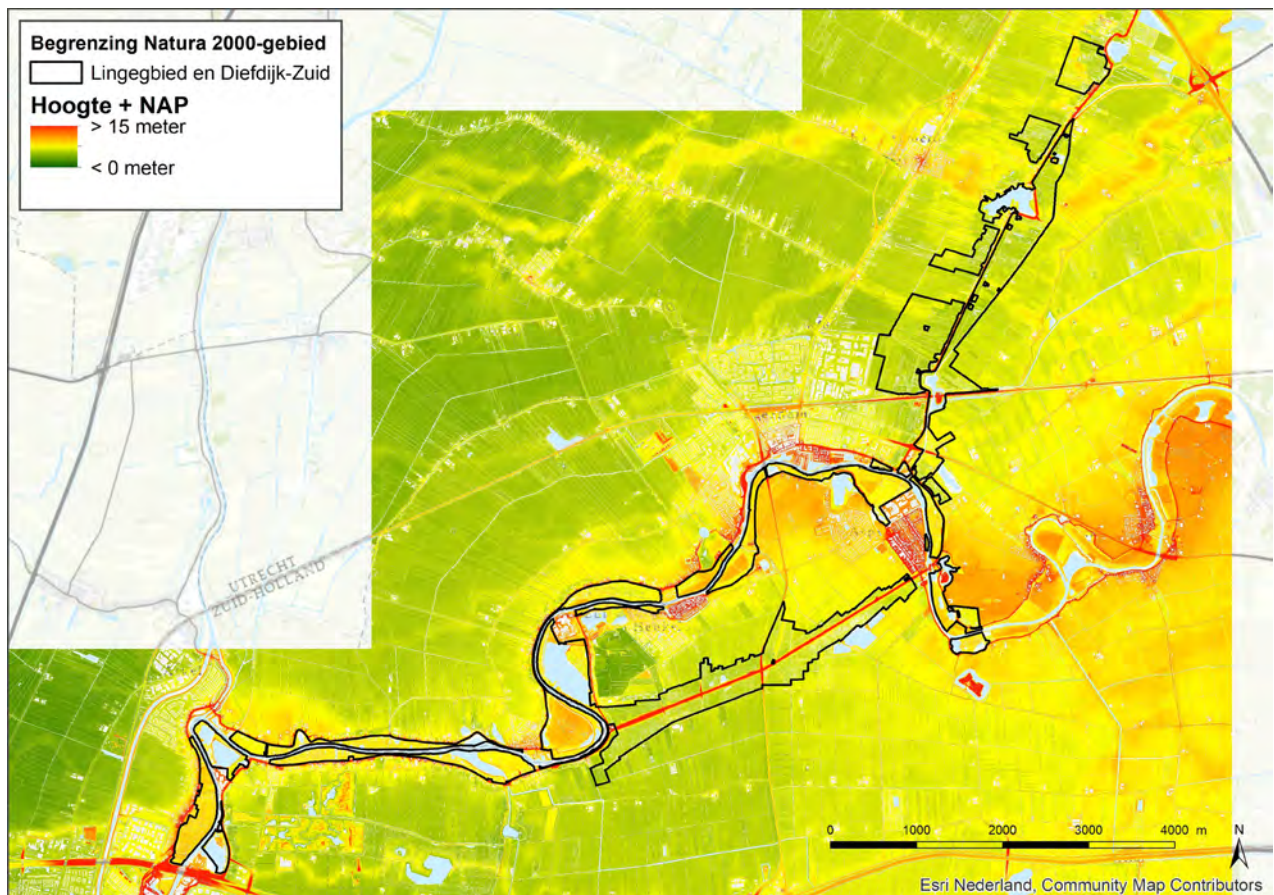 Begrenzing Natura 2000-gebied
Lingegbied en Diefdijk-Zuid
Hoogte + NAP
> 15 meter
< 0 meter
UTRECHT
ZUID-HOLLAND
0 1000 2000 3000 4000 m
N
Esri Nederland, Community Map Contributors